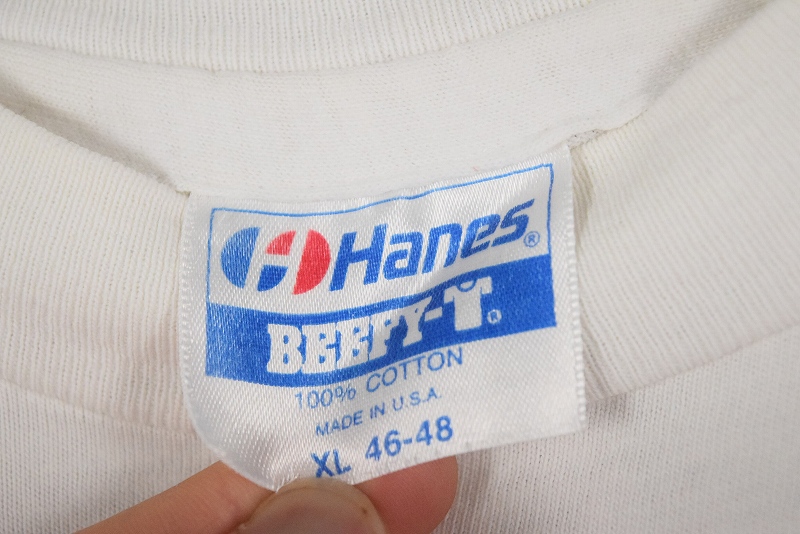 Hanes®
BEEFY-T®
100% COTTON
MADE IN U.S.A.
XL 46-48